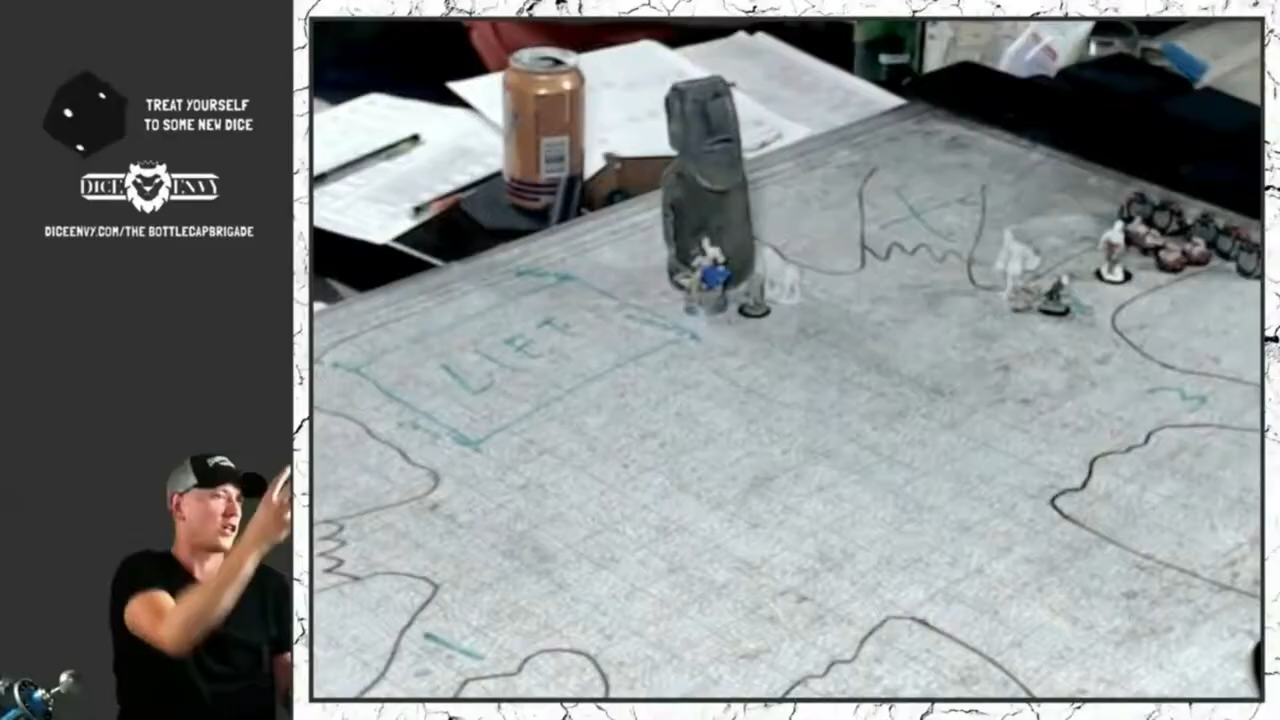 TREAT YOURSELF
TO SOME NEW DICE
DICE ENVY
DICEENVY.COM/THE BOTTLECAPBRIGADE
LIFT
X